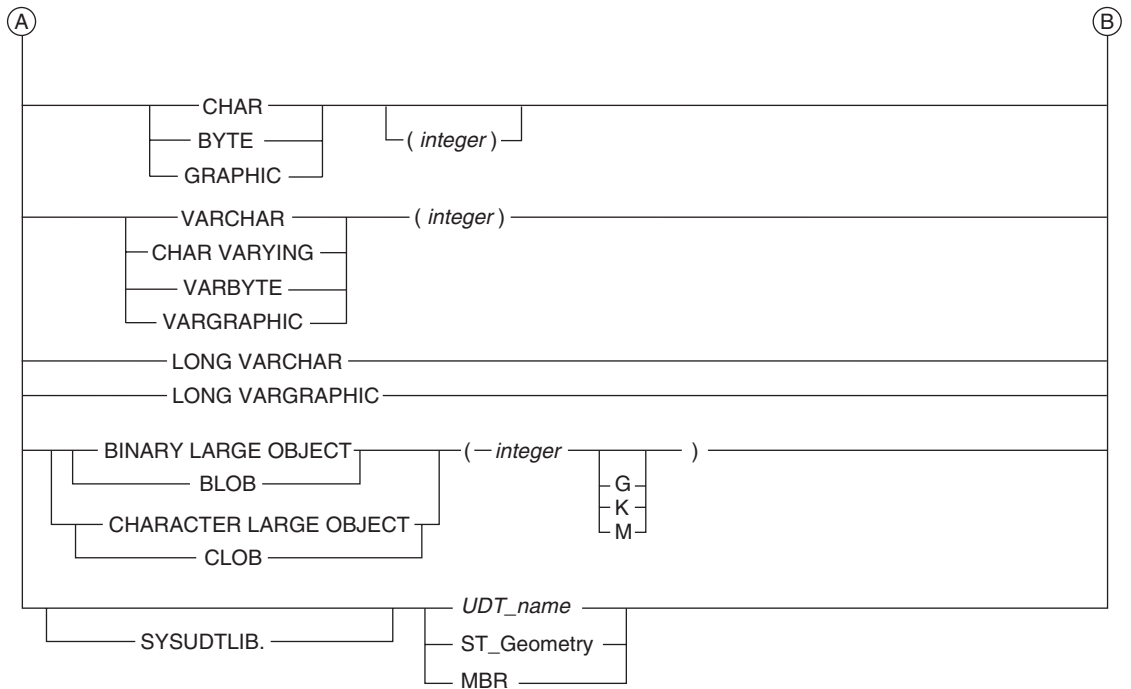 A B
CHAR
BYTE ( integer )
GRAPHIC
VARCHAR ( integer )
CHAR VARYING
VARBYTE
VARGRAPHIC
LONG VARCHAR
LONG VARGRAPHIC
BINARY LARGE OBJECT ( integer )
BLOB G
K
CHARACTER LARGE OBJECT M
CLOB
UDT_name
SYSUDTLIB. ST_Geometry
MBR